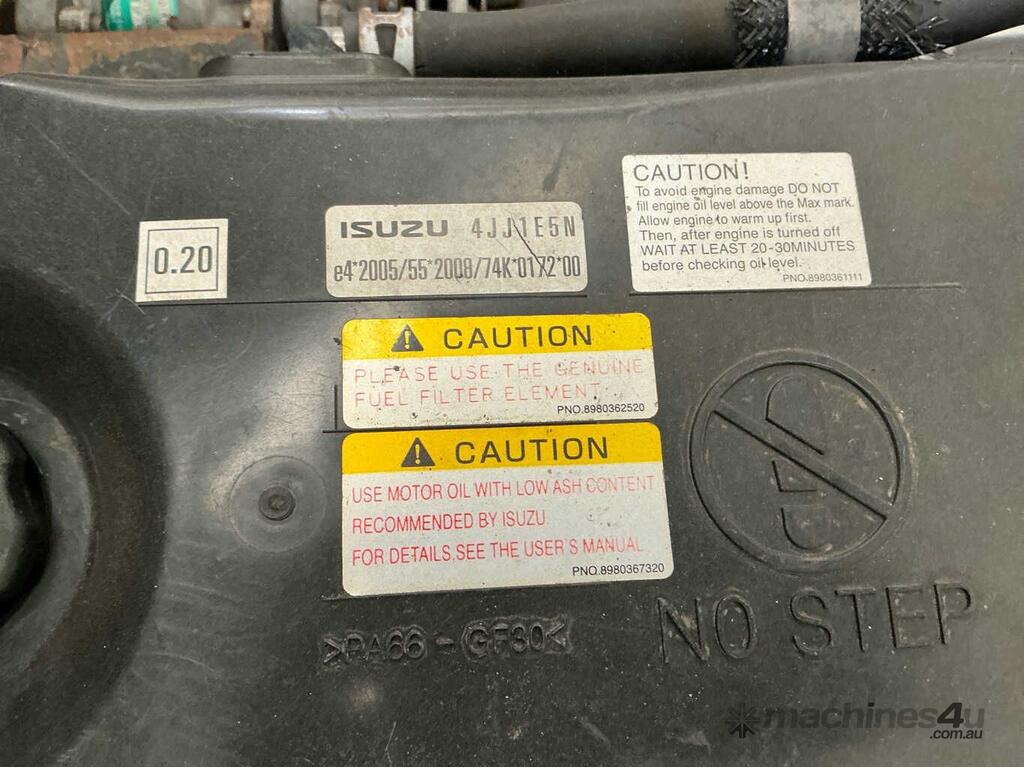 0.20
ISUZU 4JJ1E5N
e4*2005/55*2008/74K*0172*00
CAUTION!
To avoid engine damage DO NOT
fill engine oil level above the Max mark.
Allow engine to warm up first.
Then, after engine is turned off
WAIT AT LEAST 20-30MINUTES
before checking oil level.
PNO.8980361111
CAUTION
PLEASE USE THE GENUINE
FUEL FILTER ELEMENT.
PNO.8980362520
CAUTION
USE MOTOR OIL WITH LOW ASH CONTENT
RECOMMENDED BY ISUZU.
FOR DETAILS,SEE THE USER'S MANUAL
PNO.8980367320
>PA66-GF30<
NO STEP
machines4u
.com.au